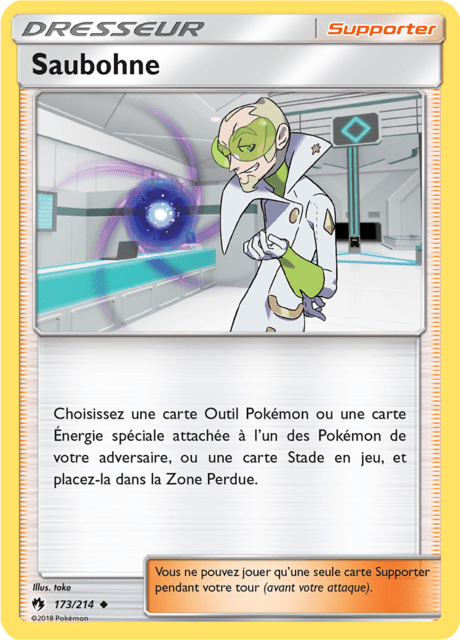 DRESSEUR
Supporter
Saubohne
Choisissez une carte Outil Pokémon ou une carte
Énergie spéciale attachée à l'un des Pokémon de
votre adversaire, ou une carte Stade en jeu, et
placez-la dans la Zone Perdue.
Vous ne pouvez jouer qu'une seule carte Supporter
pendant votre tour (avant votre attaque).
Illus. take
173/214
©2018 Pokémon